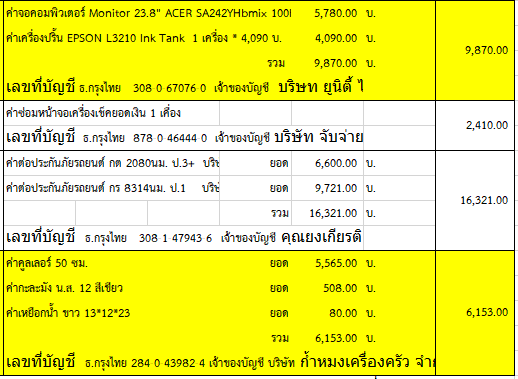 ค่าจอคอมพิวเตอร์ Monitor 23.8" ACER SA242YHbmix 100 5,780.00 บ.
ค่าเครื่องปริ้น EPSON L3210 Ink Tank 1 เครื่อง * 4,090 บ. 4,090.00 บ.
9,870.00
รวม 9,870.00 บ.
เลขที่บัญชี ธ.กรุงไทย 308-0-67076-0 เจ้าของบัญชี บริษัท ยูนิตี้ ไ
ค่าซ่อมหน้าจอเครื่องเช็คยอดเงิน 1 เครื่อง
2,410.00
เลขที่บัญชี ธ.กรุงไทย 878-0-46444-0 เจ้าของบัญชี บริษัท จับจ่าย
ค่าต่อประกันภัยรถยนต์ กต 2080นม. ป.3+ บริษั ยอด 6,600.00 บ.
ค่าต่อประกันภัยรถยนต์ กร 8314นม. ป.1 บริษั ยอด 9,721.00 บ.
16,321.00
รวม 16,321.00 บ.
เลขที่บัญชี ธ.กรุงไทย 308-1-47943-6 เจ้าของบัญชี คุณยงเกียรติ
ค่าคูลเลอร์ 50 ซม. ยอด 5,565.00 บ.
ค่ากะละมัง น.ส. 12 สีเขียว ยอด 508.00 บ.
ค่าเหยือกน้ำ ขาว 13*12*23 ยอด 80.00 บ.
6,153.00
รวม 6,153.00 บ.
เลขที่บัญชี ธ.กรุงไทย 284-0-43982-4 เจ้าของบัญชี บริษัท ก้ำหมงเครื่องครัว จำ